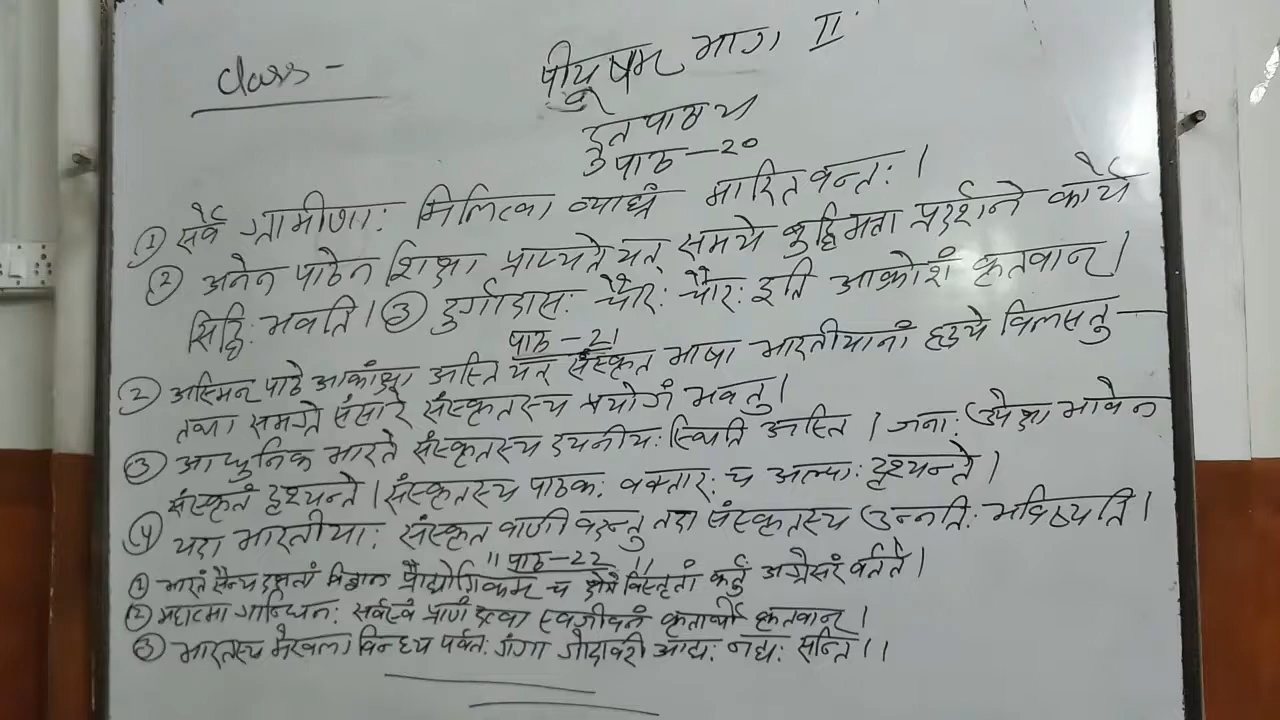 Class -
पीयूषम भाग II
द्रुतपाठाय
पाठ - 20
① सर्वे ग्रामीणाः मिलित्वा व्याघ्रं मारितवन्तः।
② अनेन पाठेन शिक्षा प्राप्यते यत् समये बुद्धिमता प्रदर्शने कार्ये
सिद्धिः भवति। ③ दुर्गादासः चौरः चौरः इति आक्रोशं कृतवान्।
पाठ - 21
② अस्मिन पाठे आकांक्षा अस्ति यत् संस्कृत भाषा भारतीयानां हृदये विलसतु -
तथा समग्रे संसारे संस्कृतस्य प्रयोगं भवतु।
③ आधुनिक भारते संस्कृतस्य दयनीयः स्थिति अस्ति। जनाः उपेक्षा भावेन
संस्कृतं दृश्यन्ते। संस्कृतस्य पाठकः वक्तारः च अल्पाः दृश्यन्ते।
④ यदा भारतीयाः संस्कृत वाणी वदन्तु तदा संस्कृतस्य उन्नतिः भविष्यति।
" पाठ - 22 "
① भारतं सैन्य दक्षतां विज्ञान प्रौद्योगिकम च क्षेत्रे विस्तृतां कर्तुं अग्रेसरं वर्तते।
② महात्मा गान्धिनः सर्वस्वं प्राणं दत्वा स्वजीवनं कृतार्थी कृतवान्।
③ भारतस्य मेखला विन्ध्य पर्वतः गंगा गोदावरी आद्यः नद्यः सन्ति।।